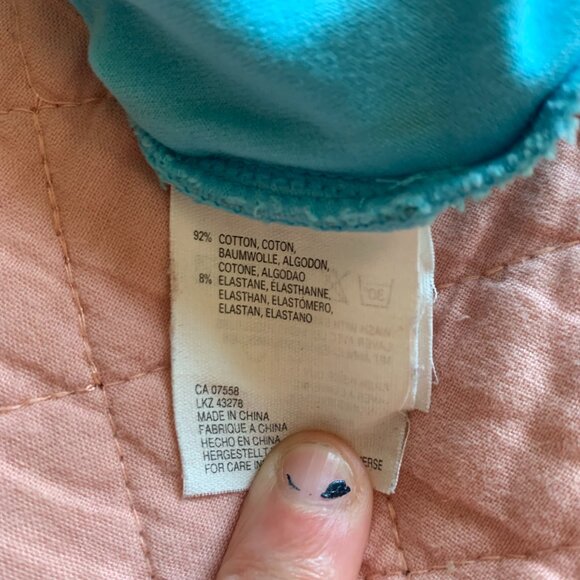 92% COTTON, COTON,
BAUMWOLLE, ALGODON,
COTONE, ALGODAO
8% ELASTANE, ÉLASTHANNE,
ELASTHAN, ELASTÓMERO,
ELASTAN, ELASTANO
CA 07558
LKZ 43278
MADE IN CHINA
FABRIQUE A CHINA
HECHO EN CHINA
HERGESTELLT
FOR CARE IN